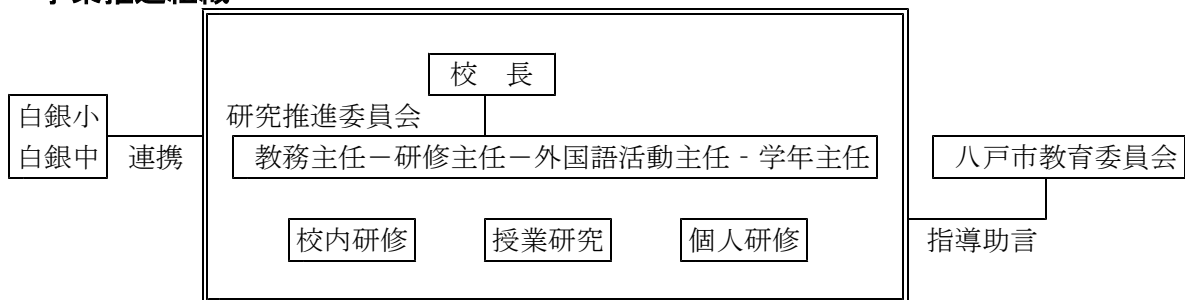 事業推進組織
校 長
白銀小
研究推進委員会
白銀中 連携 教務主任－研修主任－外国語活動主任 - 学年主任 八戸市教育委員会
校内研修 授業研究 個人研修 指導助言